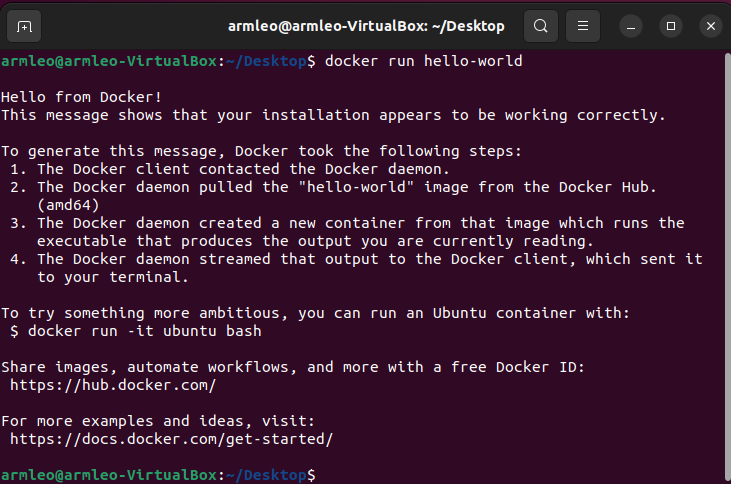 armleo@armleo-VirtualBox: ~/Desktop
armleo@armleo-VirtualBox:~/Desktop$ docker run hello-world
Hello from Docker!
This message shows that your installation appears to be working correctly.
To generate this message, Docker took the following steps:
1. The Docker client contacted the Docker daemon.
2. The Docker daemon pulled the "hello-world" image from the Docker Hub.
(amd64)
3. The Docker daemon created a new container from that image which runs the
executable that produces the output you are currently reading.
4. The Docker daemon streamed that output to the Docker client, which sent it
to your terminal.
To try something more ambitious, you can run an Ubuntu container with:
$ docker run -it ubuntu bash
Share images, automate workflows, and more with a free Docker ID:
https://hub.docker.com/
For more examples and ideas, visit:
https://docs.docker.com/get-started/
armleo@armleo-VirtualBox:~/Desktop$